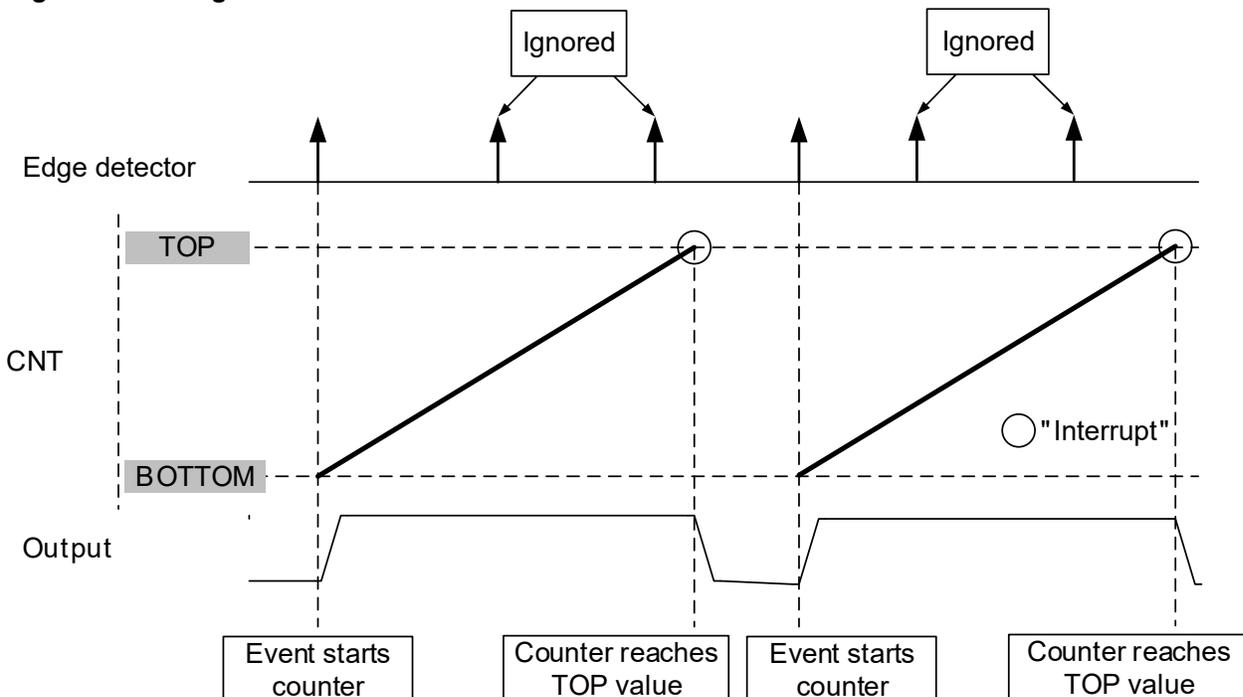 Ignored
Ignored
Edge detector
TOP
CNT
"Interrupt"
BOTTOM
Output
Event starts
counter
Counter reaches
TOP value
Event starts
counter
Counter reaches
TOP value